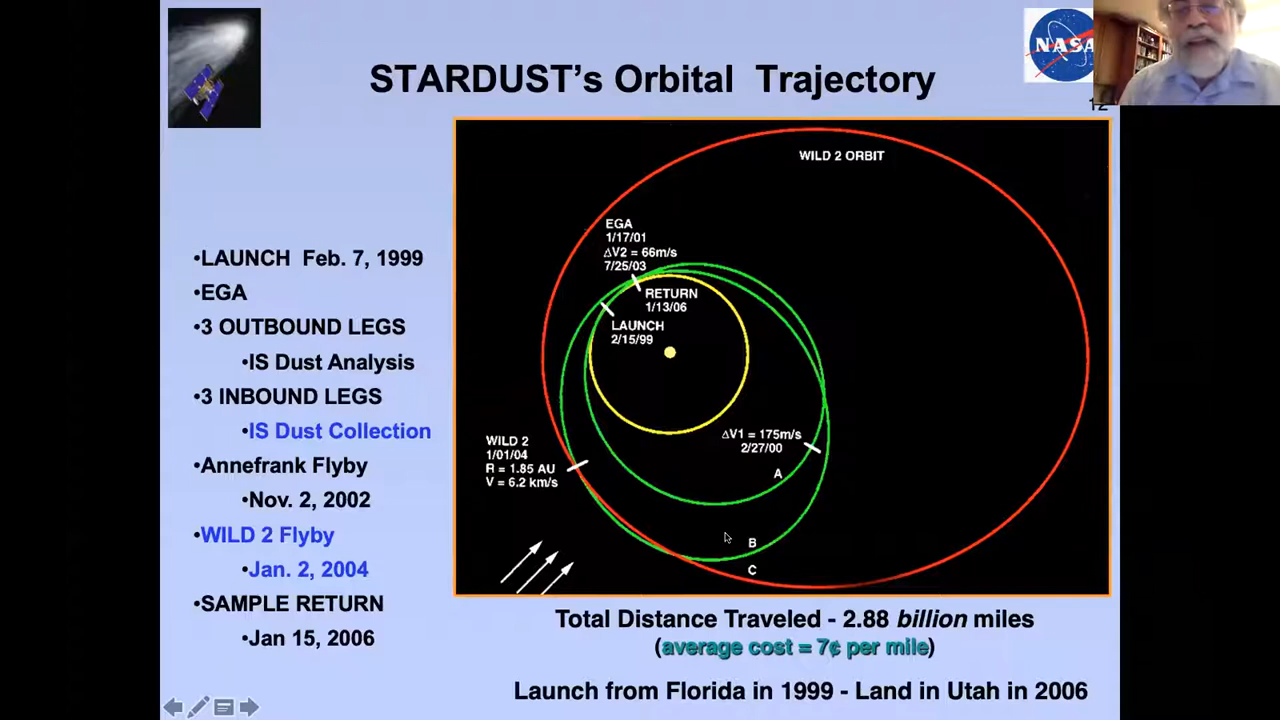 NASA
STARDUST's Orbital Trajectory
12
•LAUNCH Feb. 7, 1999
•EGA
•3 OUTBOUND LEGS
•IS Dust Analysis
•3 INBOUND LEGS
•IS Dust Collection
•Annefrank Flyby
•Nov. 2, 2002
•WILD 2 Flyby
•Jan. 2, 2004
•SAMPLE RETURN
•Jan 15, 2006
WILD 2 ORBIT
EGA
1/17/01
ΔV2 = 66m/s
7/25/03
RETURN
1/13/06
LAUNCH
2/15/99
ΔV1 = 175m/s
2/27/00
WILD 2
1/01/04
R = 1.85 AU
V = 6.2 km/s
A
B
C
Total Distance Traveled - 2.88 billion miles
(average cost = 7¢ per mile)
Launch from Florida in 1999 - Land in Utah in 2006